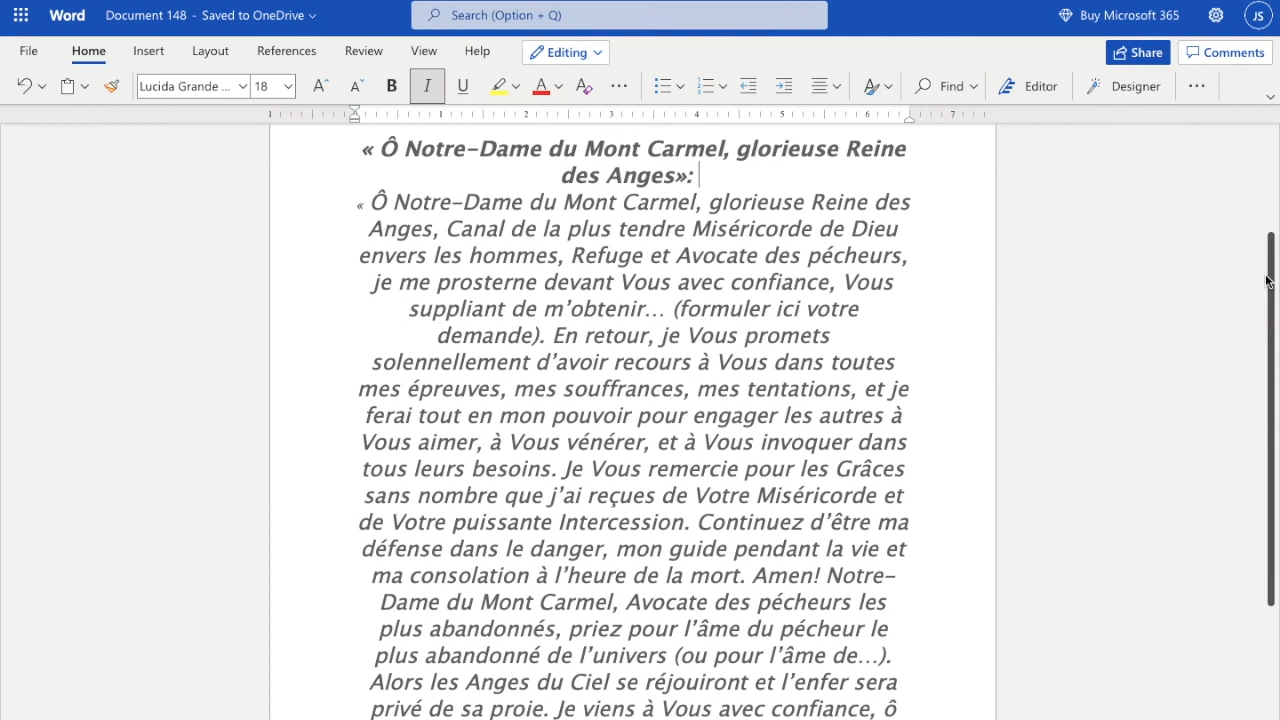 Word Document 148 - Saved to OneDrive Search (Option + Q) Buy Microsoft 365 JS
File Home Insert Layout References Review View Help Editing Share Comments
Lucida Grande ... 18 A A B I U A A ... Find Editor Designer ...
1 1 2 3 4 5 6 7
« Ô Notre-Dame du Mont Carmel, glorieuse Reine
des Anges»:
« Ô Notre-Dame du Mont Carmel, glorieuse Reine des
Anges, Canal de la plus tendre Miséricorde de Dieu
envers les hommes, Refuge et Avocate des pécheurs,
je me prosterne devant Vous avec confiance, Vous
suppliant de m’obtenir… (formuler ici votre
demande). En retour, je Vous promets
solennellement d’avoir recours à Vous dans toutes
mes épreuves, mes souffrances, mes tentations, et je
ferai tout en mon pouvoir pour engager les autres à
Vous aimer, à Vous vénérer, et à Vous invoquer dans
tous leurs besoins. Je Vous remercie pour les Grâces
sans nombre que j’ai reçues de Votre Miséricorde et
de Votre puissante Intercession. Continuez d’être ma
défense dans le danger, mon guide pendant la vie et
ma consolation à l’heure de la mort. Amen! Notre-
Dame du Mont Carmel, Avocate des pécheurs les
plus abandonnés, priez pour l’âme du pécheur le
plus abandonné de l’univers (ou pour l’âme de…).
Alors les Anges du Ciel se réjouiront et l’enfer sera
privé de sa proie. Je viens à Vous avec confiance, ô